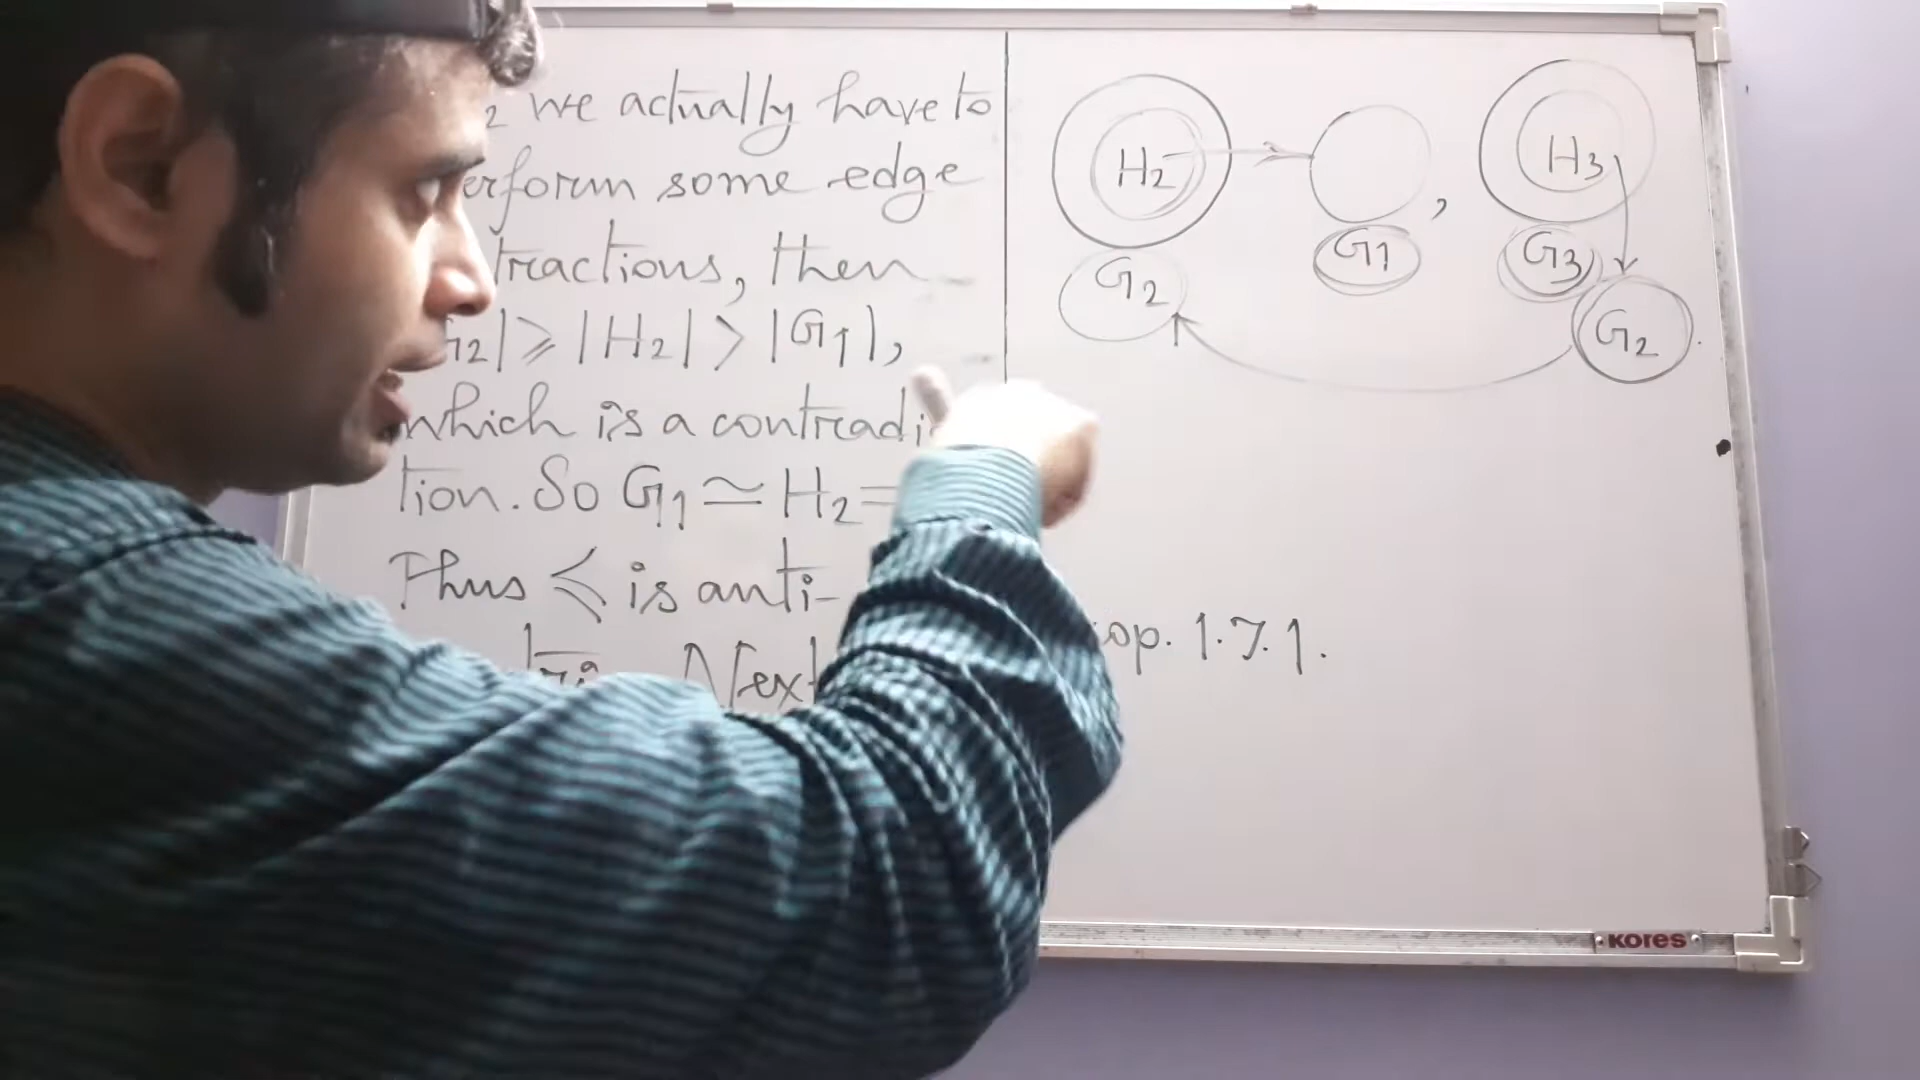 2 we actually have to
erform some edge
tractions, then
G2| ⩾ |H2| > |G1|,
which is a contradic
tion. So G1 ≃ H2 =
Thus ⩽ is anti-
Next
H2
,
H3
G2
G1
G3
G2
op. 1.7.1.
KORES